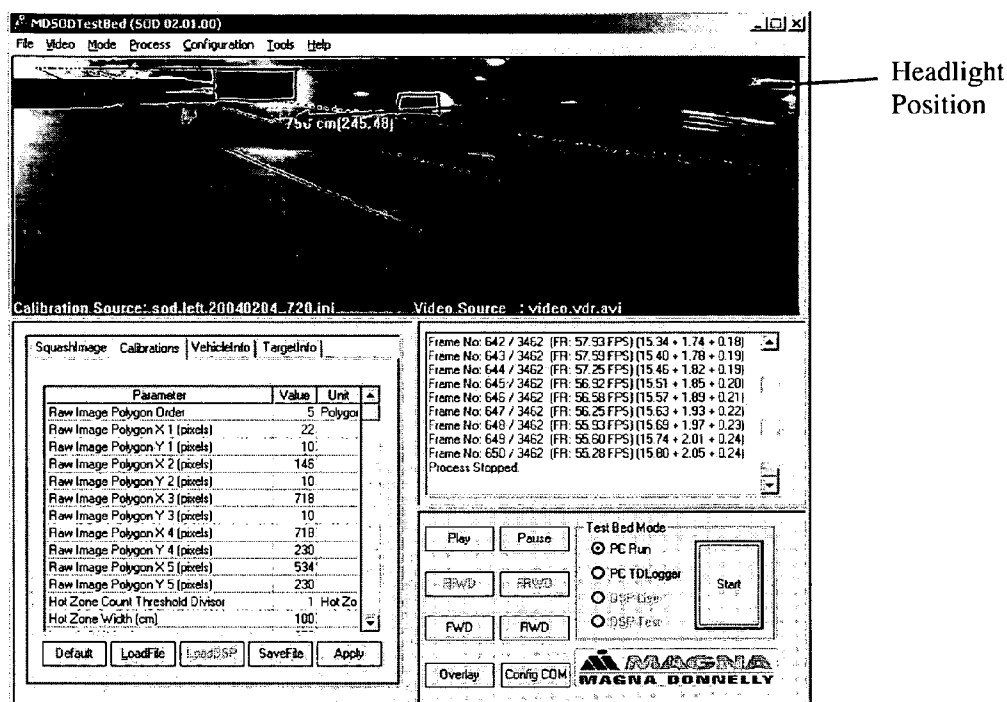 MDSODTestBed (SOD 02.01.00)
File Video Mode Process Configuration Tools Help
Headlight
Position
750 cm[245.48]
Calibration Source: sod.left.20040204_720.ini
Video Source : video.vdr.avi
SquashImage Calibrations VehicleInfo TargetInfo
Parameter Value Unit
Raw Image Polygon Order 5 Polygor
Raw Image Polygon X 1 (pixels) 22
Raw Image Polygon Y 1 (pixels) 10
Raw Image Polygon X 2 (pixels) 146
Raw Image Polygon Y 2 (pixels) 10
Raw Image Polygon X 3 (pixels) 718
Raw Image Polygon Y 3 (pixels) 10
Raw Image Polygon X 4 (pixels) 718
Raw Image Polygon Y 4 (pixels) 230
Raw Image Polygon X 5 (pixels) 534
Raw Image Polygon Y 5 (pixels) 230
Hot Zone Count Threshold Divisor 1 Hot Zo
Hot Zone Width (cm) 100
Default LoadFile LoadDSP SaveFile Apply
Frame No: 642 / 3462 (FR: 57.93 FPS) (15.34 + 1.74 + 0.18)
Frame No: 643 / 3462 (FR: 57.59 FPS) (15.40 + 1.78 + 0.19)
Frame No: 644 / 3462 (FR: 57.25 FPS) (15.46 + 1.82 + 0.19)
Frame No: 645 / 3462 (FR: 56.92 FPS) (15.51 + 1.85 + 0.20)
Frame No: 646 / 3462 (FR: 56.58 FPS) (15.57 + 1.89 + 0.21)
Frame No: 647 / 3462 (FR: 56.25 FPS) (15.63 + 1.93 + 0.22)
Frame No: 648 / 3462 (FR: 55.93 FPS) (15.69 + 1.97 + 0.23)
Frame No: 649 / 3462 (FR: 55.60 FPS) (15.74 + 2.01 + 0.24)
Frame No: 650 / 3462 (FR: 55.28 FPS) (15.80 + 2.05 + 0.24)
Process Stopped.
Play Pause
FRWD
FWD RWD
Overlay Config COM
Test Bed Mode
PC Run
PC TDLogger
DSP Live
DSP Test
Start
MAGNA
MAGNA DONNELLY